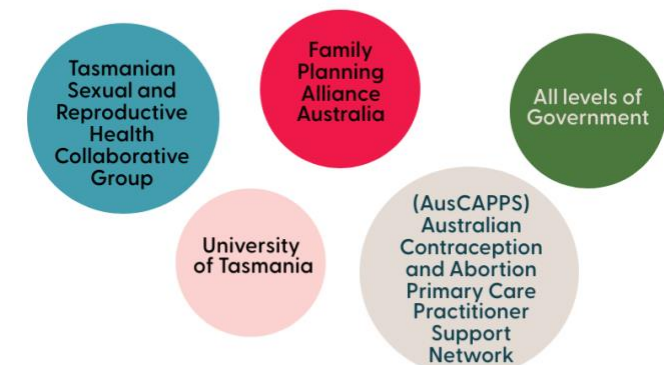 Tasmanian
Sexual and
Reproductive
Health
Collaborative
Group
Family
Planning
Alliance
Australia
All levels of
Government
University
of Tasmania
(AusCAPPS)
Australian
Contraception
and Abortion
Primary Care
Practitioner
Support
Network